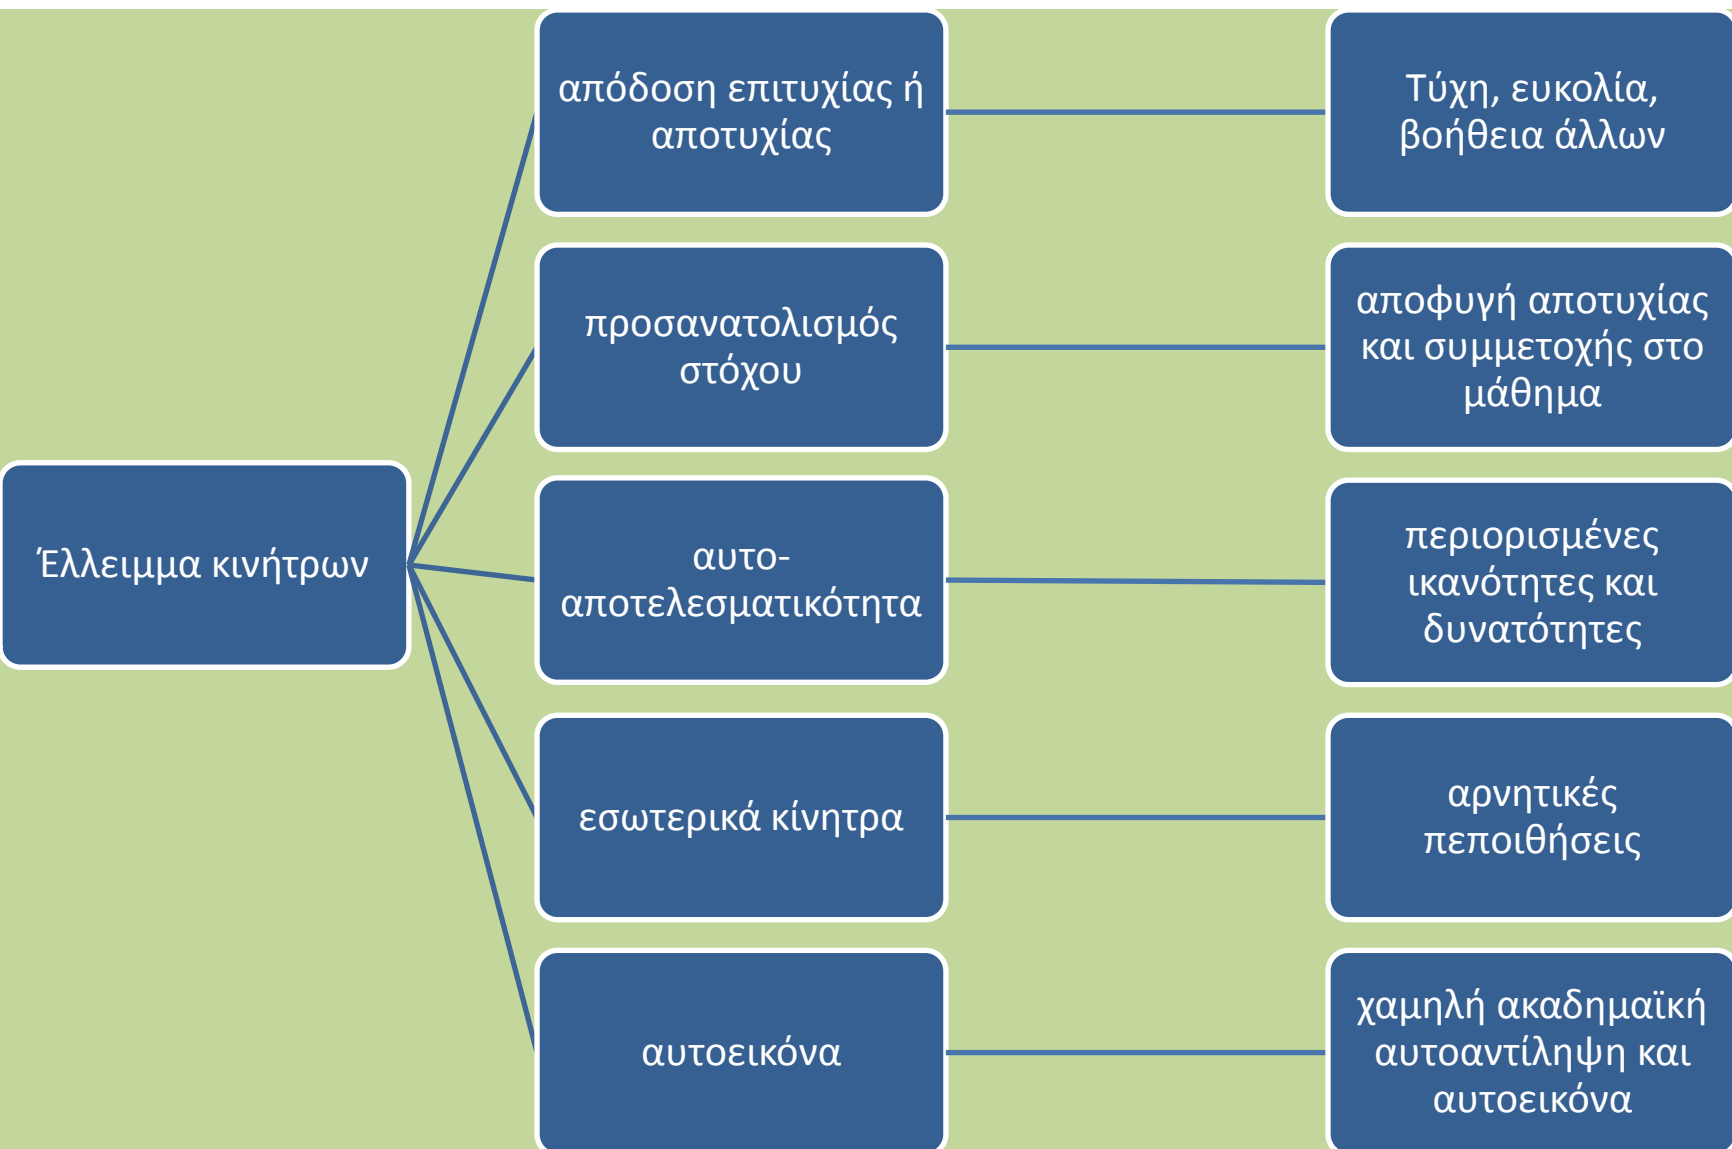 απόδοση επιτυχίας ή
αποτυχίας
Τύχη, ευκολία,
βοήθεια άλλων
προσανατολισμός
στόχου
αποφυγή αποτυχίας
και συμμετοχής στο
μάθημα
Έλλειμμα κινήτρων
αυτο-
αποτελεσματικότητα
περιορισμένες
ικανότητες και
δυνατότητες
εσωτερικά κίνητρα
αρνητικές
πεποιθήσεις
αυτοεικόνα
χαμηλή ακαδημαϊκή
αυτοαντίληψη και
αυτοεικόνα